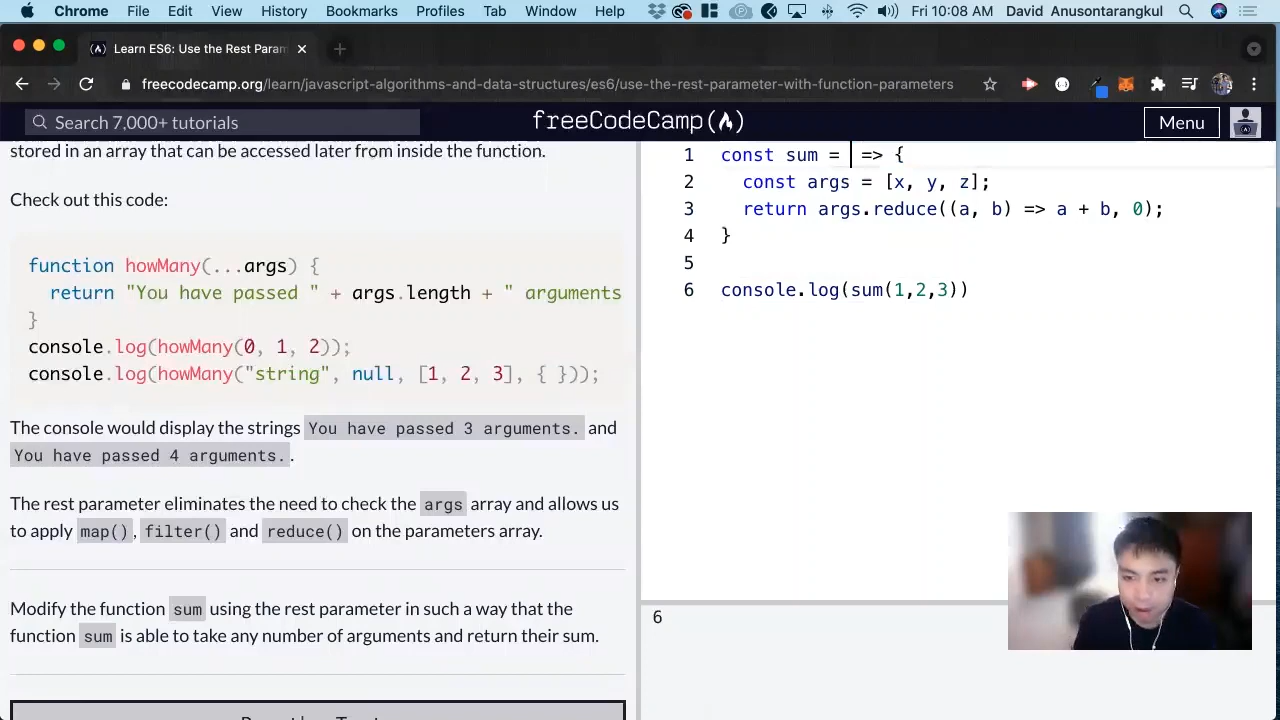 Chrome File Edit View History Bookmarks Profiles Tab Window Help Fri 10:08 AM David Anusontarangkul
Learn ES6: Use the Rest Param
freecodecamp.org/learn/javascript-algorithms-and-data-structures/es6/use-the-rest-parameter-with-function-parameters
Search 7,000+ tutorials
freeCodeCamp
Menu
stored in an array that can be accessed later from inside the function.
Check out this code:
function howMany(...args) {
return "You have passed " + args.length + " arguments
}
console.log(howMany(0, 1, 2));
console.log(howMany("string", null, [1, 2, 3], { }));
The console would display the strings You have passed 3 arguments. and
You have passed 4 arguments..
The rest parameter eliminates the need to check the args array and allows us
to apply map(), filter() and reduce() on the parameters array.
Modify the function sum using the rest parameter in such a way that the
function sum is able to take any number of arguments and return their sum.
1 const sum = => {
2 const args = [x, y, z];
3 return args.reduce((a, b) => a + b, 0);
4 }
5
6 console.log(sum(1,2,3))
6